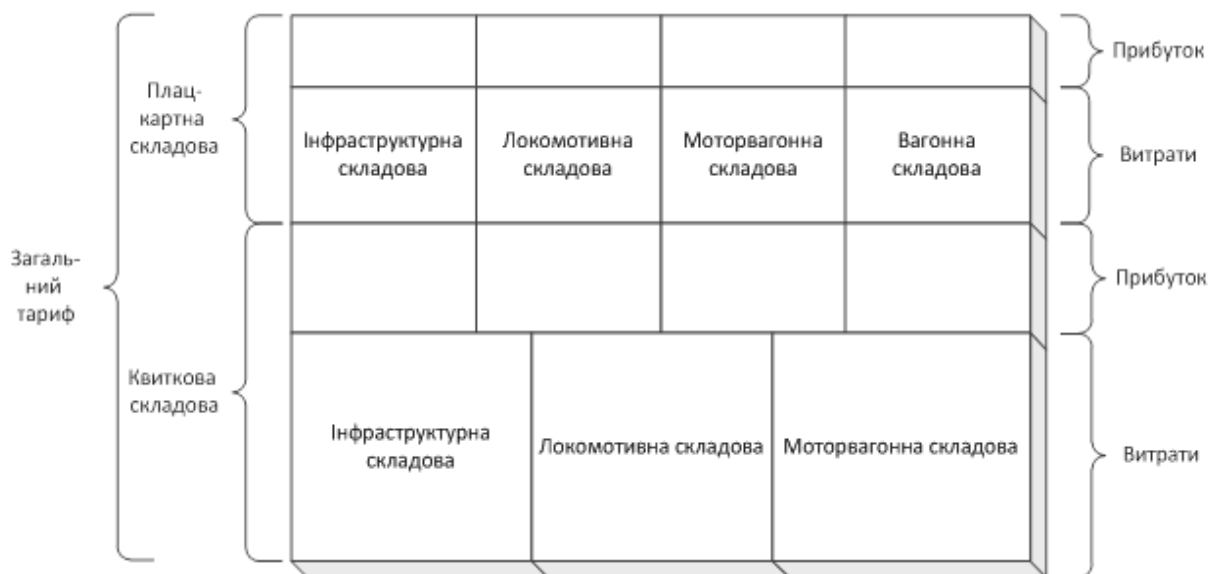 Загаль-
ний
тариф
Плац-
картна
складова
Інфраструктурна
складова
Локомотивна
складова
Моторвагонна
складова
Вагонна
складова
Прибуток
Витрати
Квиткова
складова
Інфраструктурна
складова
Локомотивна складова
Моторвагонна складова
Прибуток
Витрати